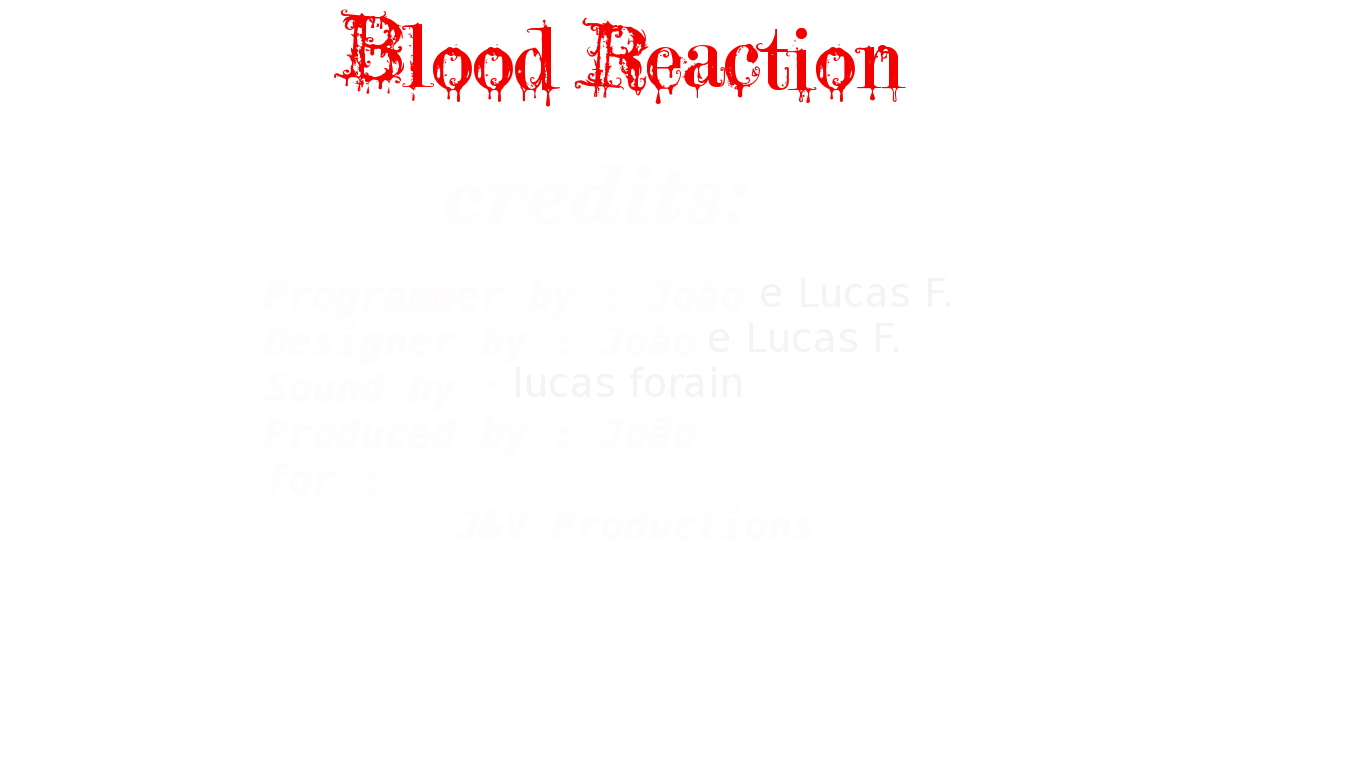 Blood Reaction
credits:
Programmer by : João e Lucas F.
Designer by : João e Lucas F.
Sound by : lucas forain
Produced by : João
for :
J&V Productions